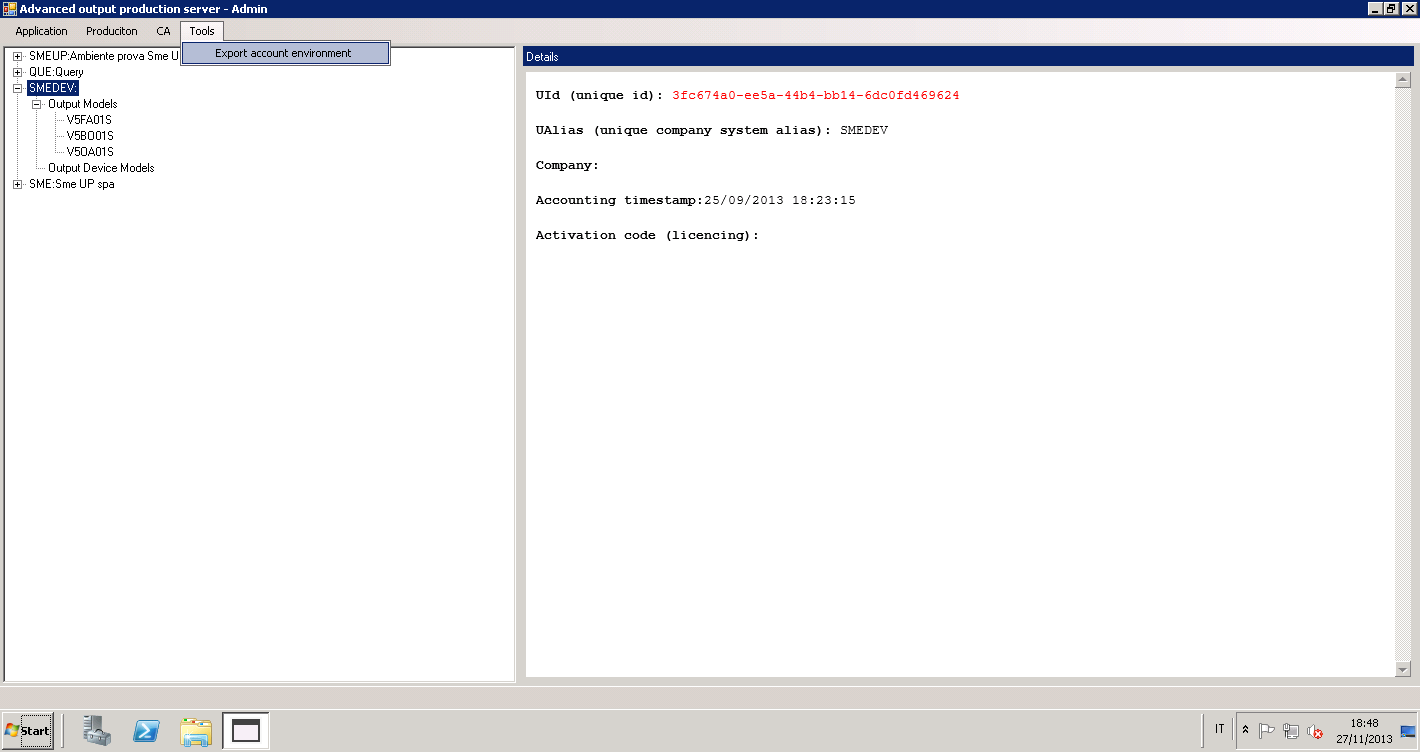 Advanced output production server - Admin
Application Produciton CA Tools
Export account environment
SMEUP:Ambiente prova Sme U
QUE:Query
SMEDEV:
Output Models
V5FA01S
V5BO01S
V5OA01S
Output Device Models
SME:Sme UP spa
Details
UId (unique id): 3fc674a0-ee5a-44b4-bb14-6dc0fd469624
UAlias (unique company system alias): SMEDEV
Company:
Accounting timestamp:25/09/2013 18:23:15
Activation code (licencing):
Start
IT
18:48
27/11/2013